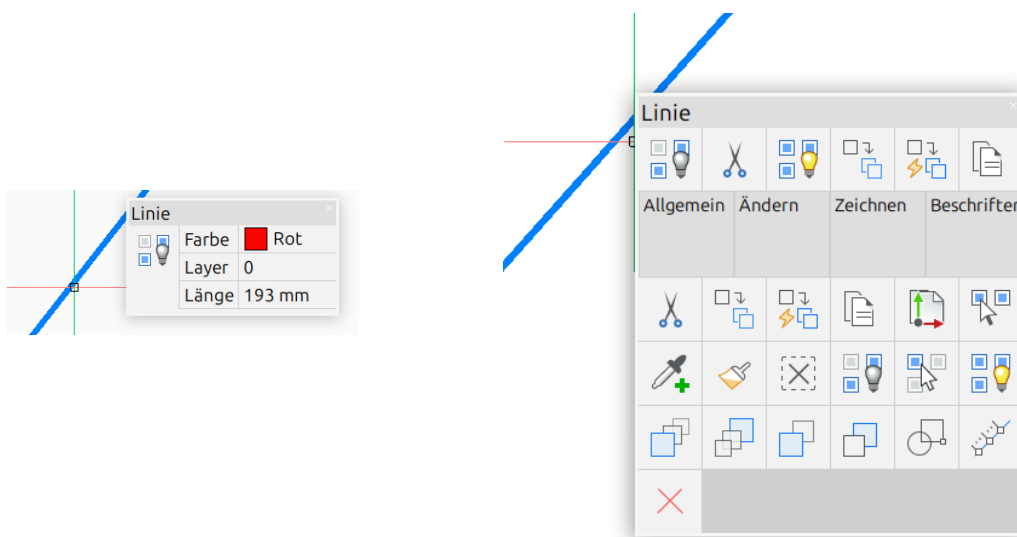 Linie
Farbe Rot
Layer 0
Länge 193 mm
Linie
Allgemein Ändern Zeichnen Beschriften